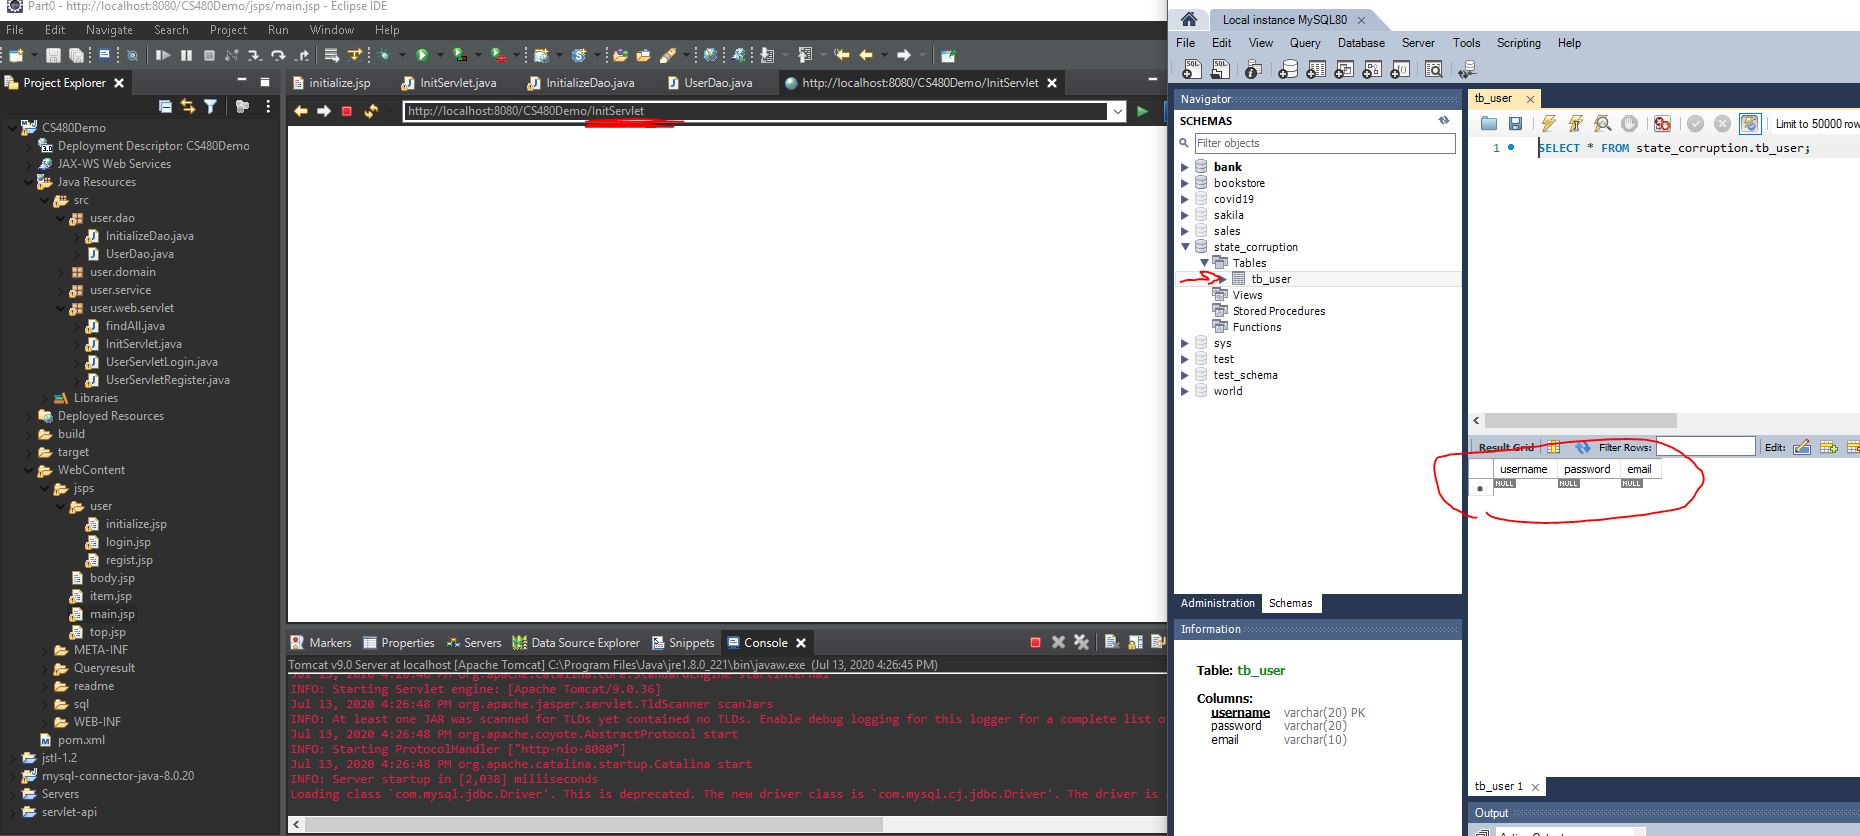 Part0 - http://localhost:8080/CS480Demo/jsps/main.jsp - Eclipse IDE
File Edit Navigate Search Project Run Window Help
Project Explorer
CS480Demo
Deployment Descriptor: CS480Demo
JAX-WS Web Services
Java Resources
src
user.dao
InitializeDao.java
UserDao.java
user.domain
user.service
user.web.servlet
findAll.java
InitServlet.java
UserServletLogin.java
UserServletRegister.java
Libraries
Deployed Resources
build
target
WebContent
jsps
user
initialize.jsp
login.jsp
regist.jsp
body.jsp
item.jsp
main.jsp
top.jsp
META-INF
Queryresult
readme
sql
WEB-INF
pom.xml
jstl-1.2
mysql-connector-java-8.0.20
Servers
servlet-api
initialize.jsp InitServlet.java InitializeDao.java UserDao.java http://localhost:8080/CS480Demo/InitServlet
http://localhost:8080/CS480Demo/InitServlet
Markers Properties Servers Data Source Explorer Snippets Console
Tomcat v9.0 Server at localhost [Apache Tomcat] C:\Program Files\Java\jre1.8.0_221\bin\javaw.exe (Jul 13, 2020 4:26:45 PM)
Jul 13, 2020 4:26:48 PM org.apache.catalina.core.StandardEngine startInternal
INFO: Starting Servlet engine: [Apache Tomcat/9.0.36]
Jul 13, 2020 4:26:48 PM org.apache.jasper.servlet.TldScanner scanJars
INFO: At least one JAR was scanned for TLDs yet contained no TLDs. Enable debug logging for this logger for a complete list o
Jul 13, 2020 4:26:48 PM org.apache.coyote.AbstractProtocol start
INFO: Starting ProtocolHandler ["http-nio-8080"]
Jul 13, 2020 4:26:48 PM org.apache.catalina.startup.Catalina start
INFO: Server startup in [2,038] milliseconds
Loading class `com.mysql.jdbc.Driver'. This is deprecated. The new driver class is `com.mysql.cj.jdbc.Driver'. The driver is
Local instance MySQL80
File Edit View Query Database Server Tools Scripting Help
Navigator
SCHEMAS
Filter objects
bank
bookstore
covid19
sakila
sales
state_corruption
Tables
tb_user
Views
Stored Procedures
Functions
sys
test
test_schema
world
Administration Schemas
Information
Table: tb_user
Columns:
username varchar(20) PK
password varchar(20)
email varchar(10)
tb_user
Limit to 50000 row
1 SELECT * FROM state_corruption.tb_user;
Result Grid Filter Rows: Edit:
username password email
NULL NULL NULL
tb_user 1
Output